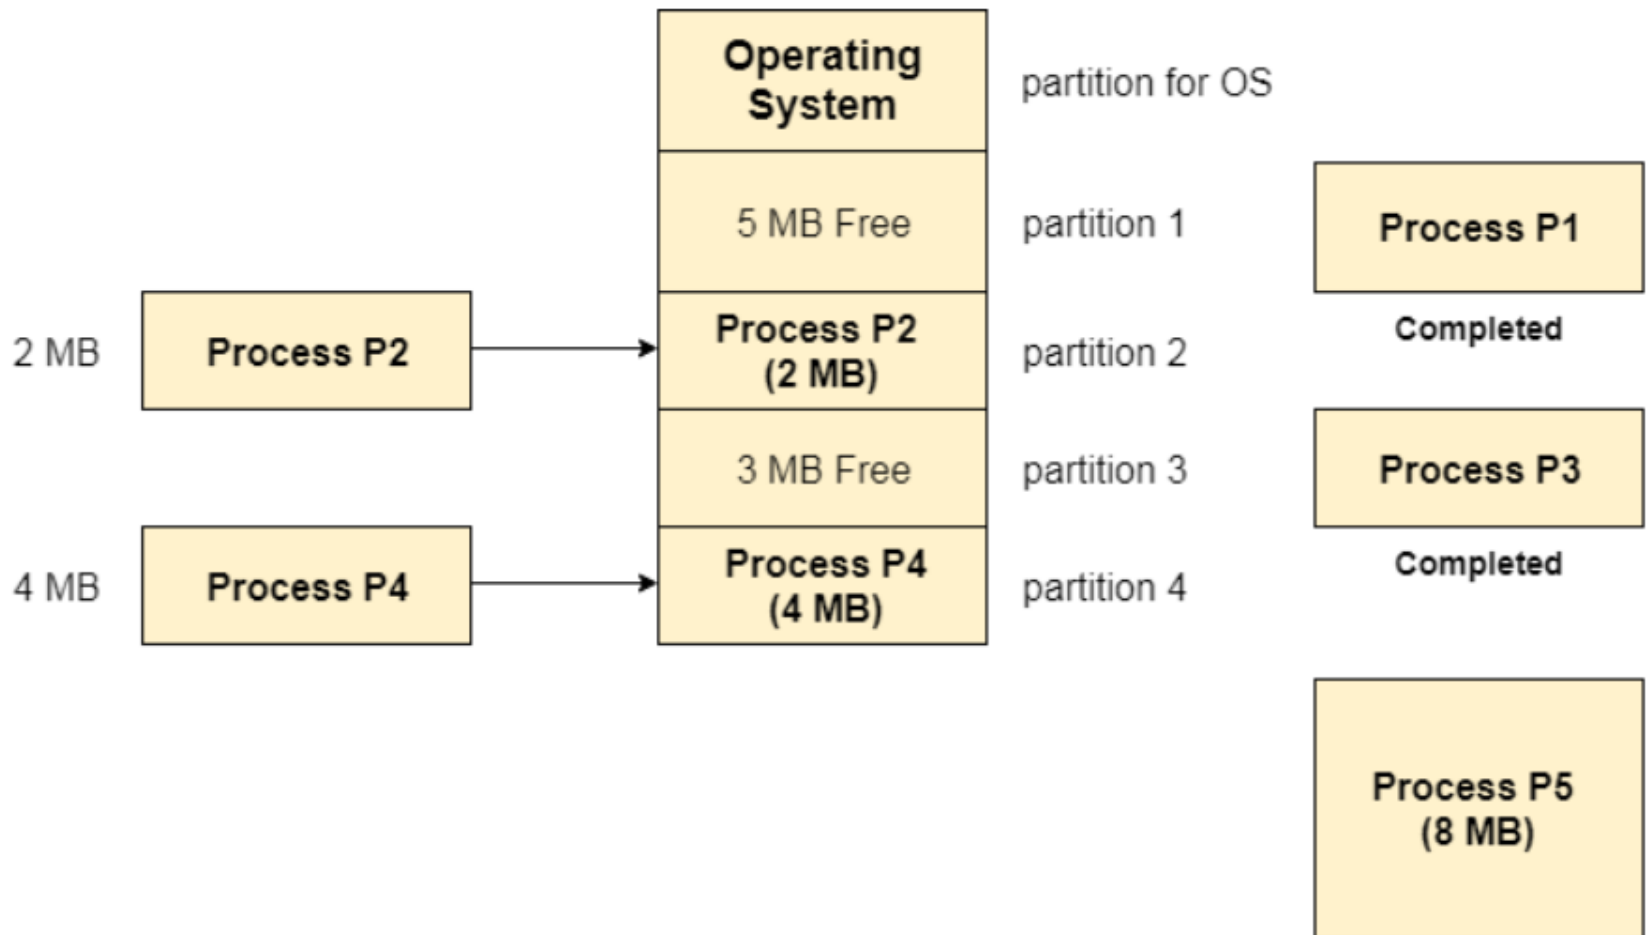 Operating
System
partition for OS
5 MB Free
partition 1
Process P1
Completed
2 MB
Process P2
Process P2
(2 MB)
partition 2
3 MB Free
partition 3
Process P3
Completed
4 MB
Process P4
Process P4
(4 MB)
partition 4
Process P5
(8 MB)